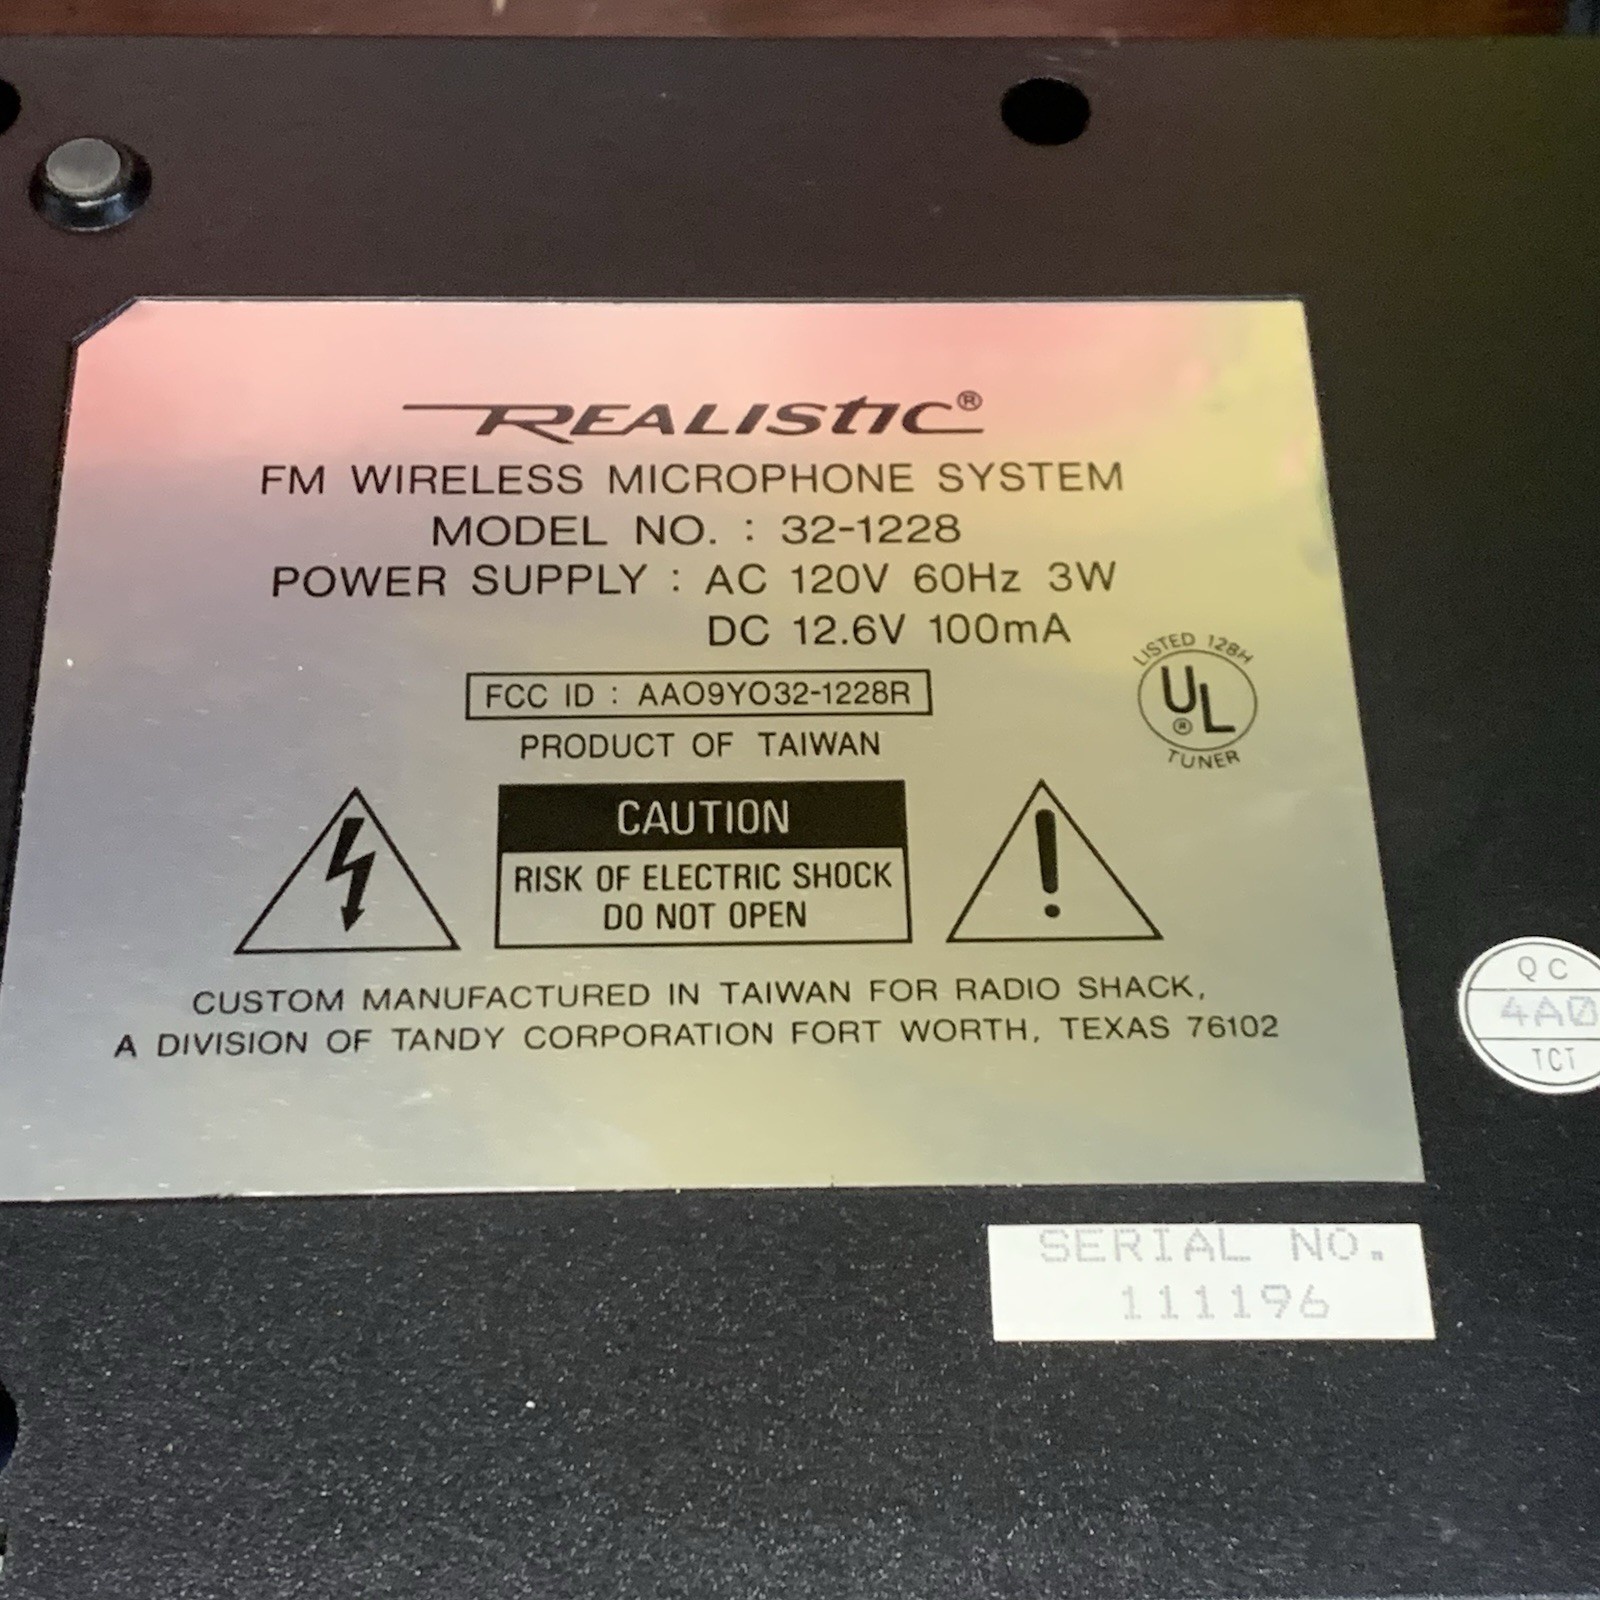 REALISTIC®
FM WIRELESS MICROPHONE SYSTEM
MODEL NO. : 32-1228
POWER SUPPLY : AC 120V 60Hz 3W
DC 12.6V 100mA
LISTED 128H
UL®
TUNER
FCC ID : AAO9YO32-1228R
PRODUCT OF TAIWAN
CAUTION
RISK OF ELECTRIC SHOCK
DO NOT OPEN
CUSTOM MANUFACTURED IN TAIWAN FOR RADIO SHACK,
A DIVISION OF TANDY CORPORATION FORT WORTH, TEXAS 76102
QC
4A0
TCT
SERIAL NO.
111196